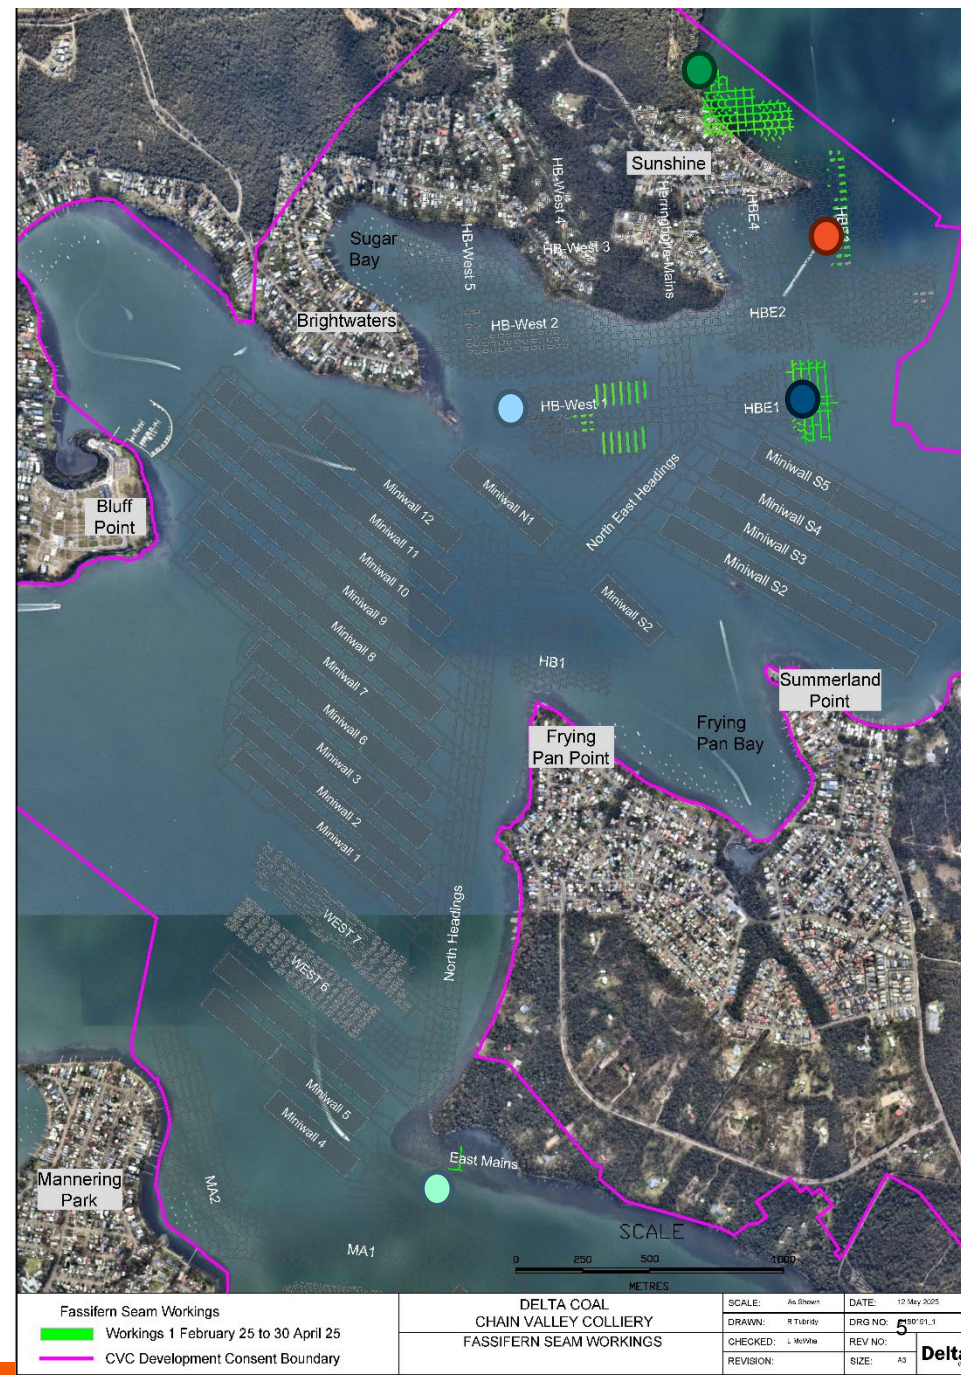 Sunshine
HB-West 4
Herringbone-Mains
HBE4
HBE3
Sugar
Bay
HB-West 5
HB-West 3
Brightwaters
HB-West 2
HBE2
HB-West 1
HBE1
Miniwall S5
Miniwall S4
Miniwall S3
Miniwall S2
North East Headings
Miniwall N1
Miniwall S2
Bluff
Point
Miniwall 12
Miniwall 11
Miniwall 10
Miniwall 9
Miniwall 8
Miniwall 7
Miniwall 6
Miniwall 3
Miniwall 2
Miniwall 1
HB1
Summerland
Point
Frying
Pan Bay
Frying
Pan Point
North Headings
WEST 7
WEST 6
Miniwall 5
Miniwall 4
East Mains
Mannering
Park
MA2
MA1
SCALE
0 250 500 1000
METRES
Fassifern Seam Workings
Workings 1 February 25 to 30 April 25
CVC Development Consent Boundary
DELTA COAL
CHAIN VALLEY COLLIERY
FASSIFERN SEAM WORKINGS
SCALE: As Shown
DATE: 12 May 2025
DRAWN: R Tubridy
DRG NO:
5
CHECKED: L McWha
REV NO:
REVISION:
SIZE: A3
Delta